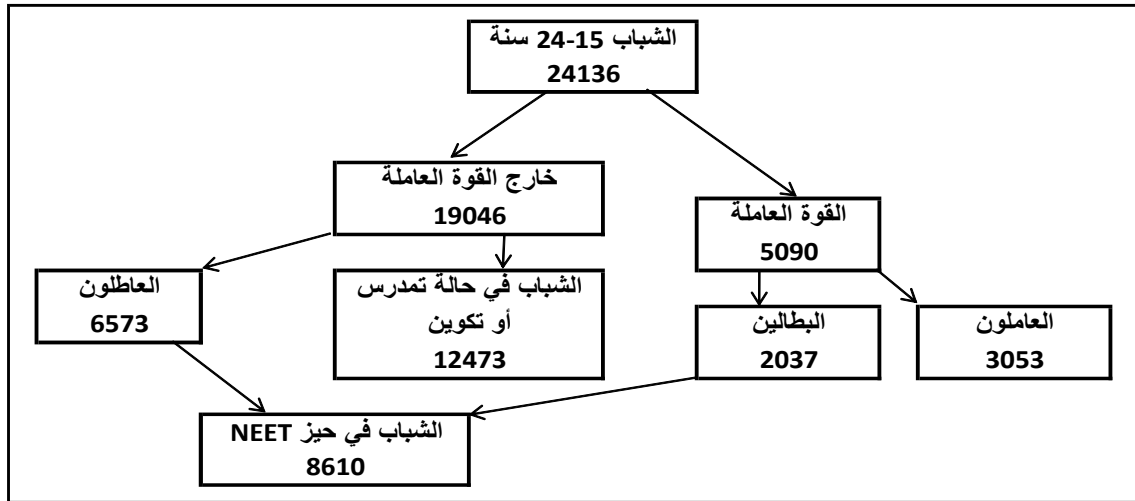 الشباب 15-24 سنة
24136
خارج القوة العاملة
19046
القوة العاملة
5090
العاطلون
6573
الشباب في حالة تمدرس
أو تكوين
12473
البطالين
2037
العاملون
3053
الشباب في حيز NEET
8610